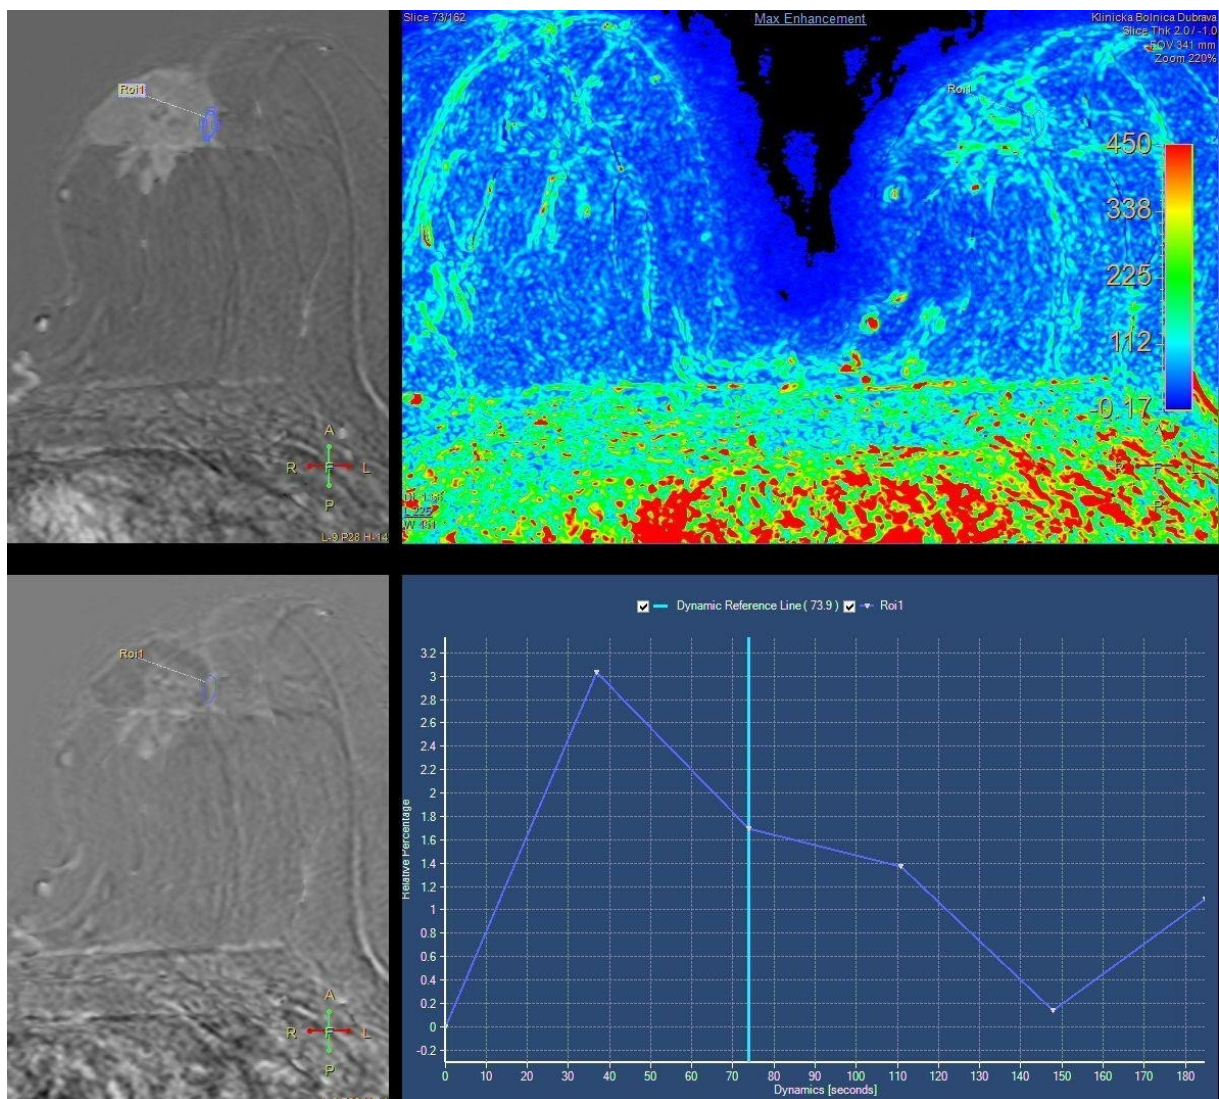 Roi1
A
R F L
P
L-9 P28 H-14
Slice 73/162
Max Enhancement
Klinicka Bolnica Dubrava
Slice Thk 2.0 / -1.0
FOV 341 mm
Zoom 220%
Roi1
450
338
225
112
-0.17
L 225
Roi1
A
R F L
P
Dynamic Reference Line ( 73.9 )
Roi1
Relative Percentage
3.2
3
2.8
2.6
2.4
2.2
2
1.8
1.6
1.4
1.2
1
0.8
0.6
0.4
0.2
0
-0.2
0 10 20 30 40 50 60 70 80 90 100 110 120 130 140 150 160 170 180
Dynamics [seconds]